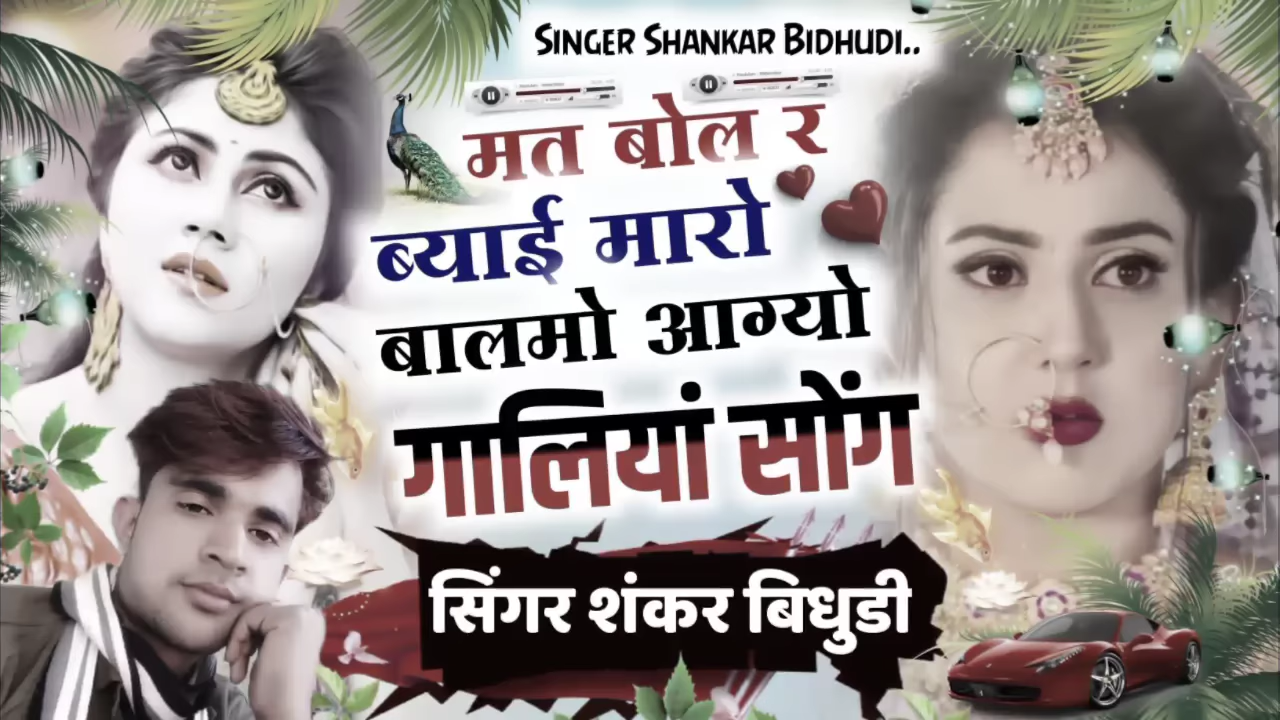 SINGER SHANKAR BIDHUDI..
मत बोल र
ब्याई मारो
बालमो आग्यो
गालियां सोंग
सिंगर शंकर बिधुडी